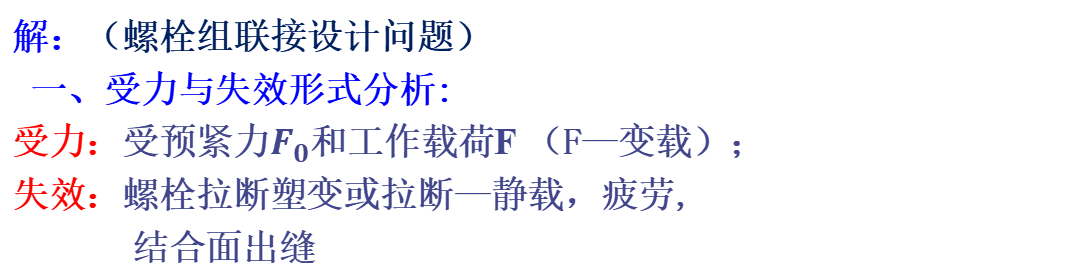 解：（螺栓组联接设计问题）
一、受力与失效形式分析:
受力：受预紧力F₀和工作载荷F （F—变载）;
失效：螺栓拉断塑变或拉断—静载，疲劳,
结合面出缝